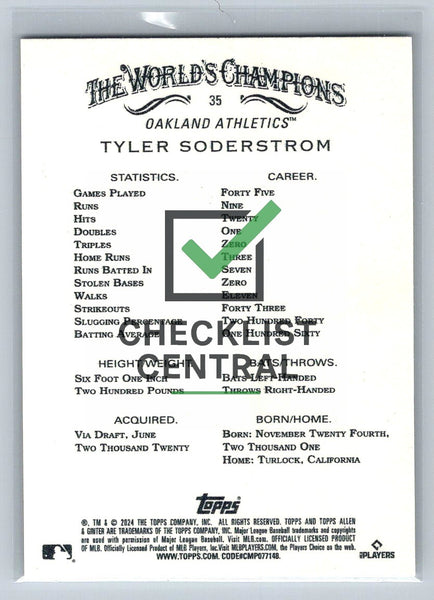 THE WORLD'S CHAMPIONS
35
OAKLAND ATHLETICS™
TYLER SODERSTROM
STATISTICS. CAREER.
GAMES PLAYED FORTY FIVE
RUNS NINE
HITS TWENTY
DOUBLES ONE
TRIPLES ZERO
HOME RUNS THREE
RUNS BATTED IN SEVEN
STOLEN BASES ZERO
WALKS ELEVEN
STRIKEOUTS FORTY THREE
SLUGGING PERCENTAGE TWO HUNDRED FORTY
BATTING AVERAGE ONE HUNDRED SIXTY
CHECKLIST
CENTRAL
HEIGHT/WEIGHT. BATS/THROWS.
SIX FOOT ONE INCH BATS LEFT-HANDED
TWO HUNDRED POUNDS THROWS RIGHT-HANDED
ACQUIRED. BORN/HOME.
VIA DRAFT, JUNE BORN: NOVEMBER TWENTY FOURTH,
TWO THOUSAND TWENTY TWO THOUSAND ONE
HOME: TURLOCK, CALIFORNIA
Topps
®, TM & © 2024 THE TOPPS COMPANY, INC. ALL RIGHTS RESERVED. TOPPS AND TOPPS ALLEN
& GINTER ARE TRADEMARKS OF THE TOPPS COMPANY, INC. Major League Baseball trademarks and copyrights
are used with permission of Major League Baseball. Visit MLB.com. OFFICIALLY LICENSED PRODUCT
OF MLB. Officially Licensed Product of MLB Players, Inc. Visit MLBPLAYERS.com, the Players Choice on the web.
WWW.TOPPS.COM. CODE#CMP077148.
PLAYERS